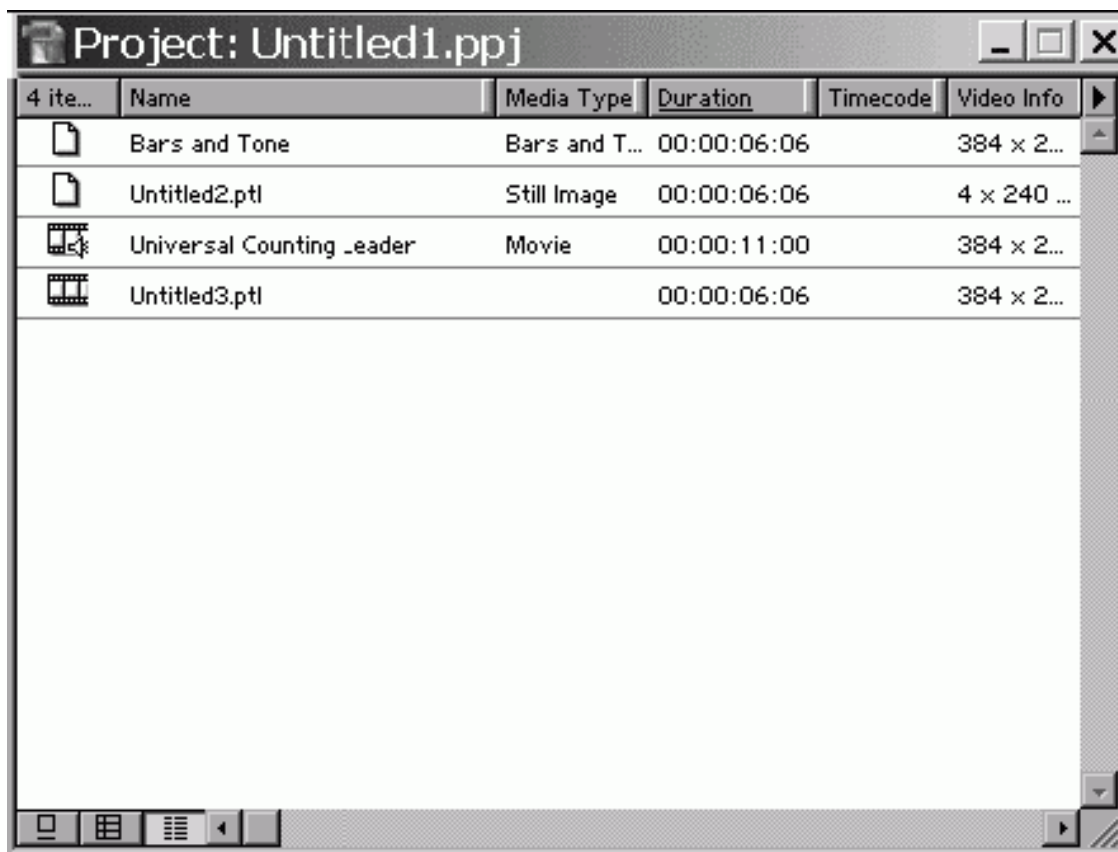 Project: Untitled1.ppj
4 ite... Name Media Type Duration Timecode Video Info
Bars and Tone Bars and T... 00:00:06:06 384 × 2...
Untitled2.ptl Still Image 00:00:06:06 4 × 240 ...
Universal Counting _eader Movie 00:00:11:00 384 × 2...
Untitled3.ptl 00:00:06:06 384 × 2...